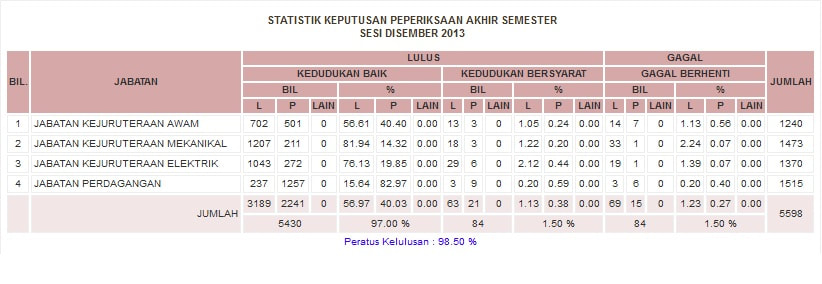 STATISTIK KEPUTUSAN PEPERIKSAAN AKHIR SEMESTER
SESI DISEMBER 2013
BIL. JABATAN LULUS GAGAL JUMLAH
KEDUDUKAN BAIK KEDUDUKAN BERSYARAT GAGAL BERHENTI
BIL % BIL % BIL %
L P LAIN L P LAIN L P LAIN L P LAIN L P LAIN L P LAIN
1 JABATAN KEJURUTERAAN AWAM 702 501 0 56.61 40.40 0.00 13 3 0 1.05 0.24 0.00 14 7 0 1.13 0.56 0.00 1240
2 JABATAN KEJURUTERAAN MEKANIKAL 1207 211 0 81.94 14.32 0.00 18 3 0 1.22 0.20 0.00 33 1 0 2.24 0.07 0.00 1473
3 JABATAN KEJURUTERAAN ELEKTRIK 1043 272 0 76.13 19.85 0.00 29 6 0 2.12 0.44 0.00 19 1 0 1.39 0.07 0.00 1370
4 JABATAN PERDAGANGAN 237 1257 0 15.64 82.97 0.00 3 9 0 0.20 0.59 0.00 3 6 0 0.20 0.40 0.00 1515
JUMLAH 3189 2241 0 56.97 40.03 0.00 63 21 0 1.13 0.38 0.00 69 15 0 1.23 0.27 0.00 5598
5430 97.00 % 84 1.50 % 84 1.50 %
Peratus Kelulusan : 98.50 %